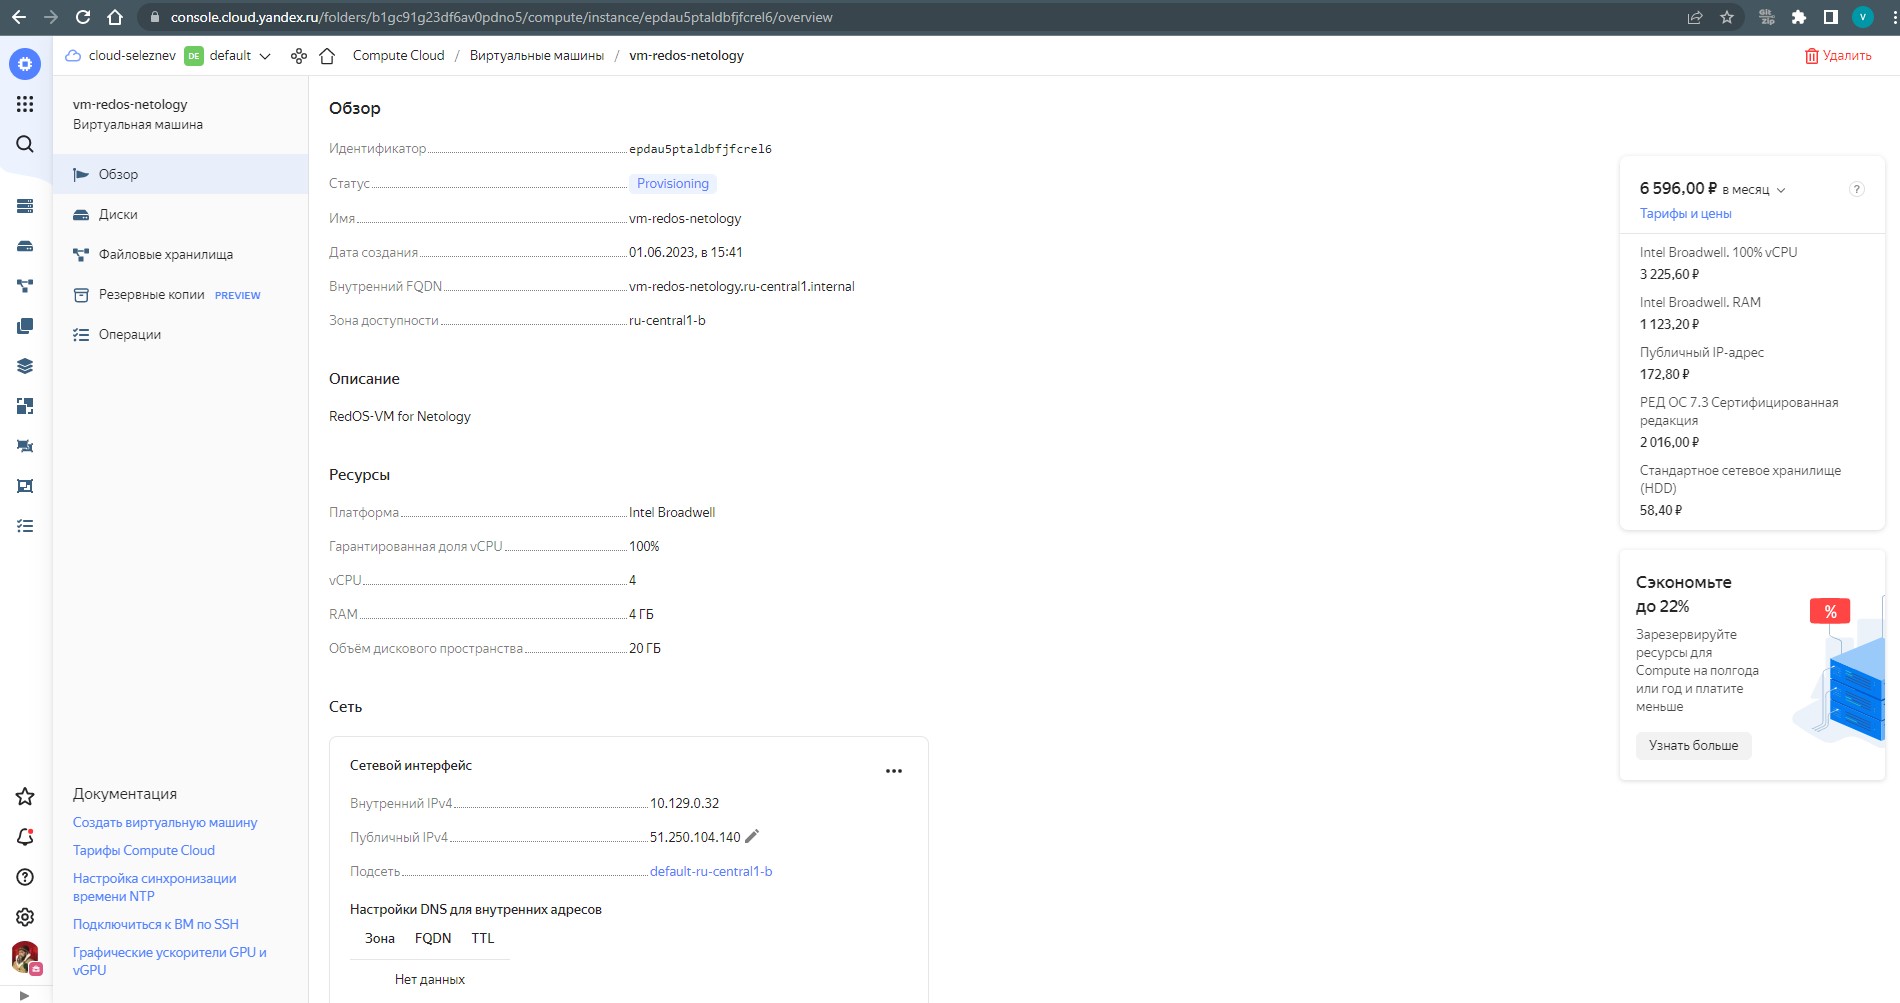 console.cloud.yandex.ru/folders/b1gc91g23df6av0pdno5/compute/instance/epdau5ptaldbfjfcrel6/overview
Git
Zip
V
cloud-seleznev DE default Compute Cloud / Виртуальные машины / vm-redos-netology
Удалить
vm-redos-netology
Виртуальная машина
Обзор
Диски
Файловые хранилища
Резервные копии PREVIEW
Операции
Документация
Создать виртуальную машину
Тарифы Compute Cloud
Настройка синхронизации
времени NTP
Подключиться к ВМ по SSH
Графические ускорители GPU и
vGPU
Обзор
Идентификатор epdau5ptaldbfjfcrel6
Статус Provisioning
Имя vm-redos-netology
Дата создания 01.06.2023, в 15:41
Внутренний FQDN vm-redos-netology.ru-central1.internal
Зона доступности ru-central1-b
Описание
RedOS-VM for Netology
Ресурсы
Платформа Intel Broadwell
Гарантированная доля vCPU 100%
vCPU 4
RAM 4 ГБ
Объём дискового пространства 20 ГБ
Сеть
Сетевой интерфейс
Внутренний IPv4 10.129.0.32
Публичный IPv4 51.250.104.140
Подсеть default-ru-central1-b
Настройки DNS для внутренних адресов
Зона FQDN TTL
Нет данных
6 596,00 ₽ в месяц ?
Тарифы и цены
Intel Broadwell. 100% vCPU
3 225,60 ₽
Intel Broadwell. RAM
1 123,20 ₽
Публичный IP-адрес
172,80 ₽
РЕД ОС 7.3 Сертифицированная
редакция
2 016,00 ₽
Стандартное сетевое хранилище
(HDD)
58,40 ₽
Сэкономьте
до 22%
%
Зарезервируйте
ресурсы для
Compute на полгода
или год и платите
меньше
Узнать больше